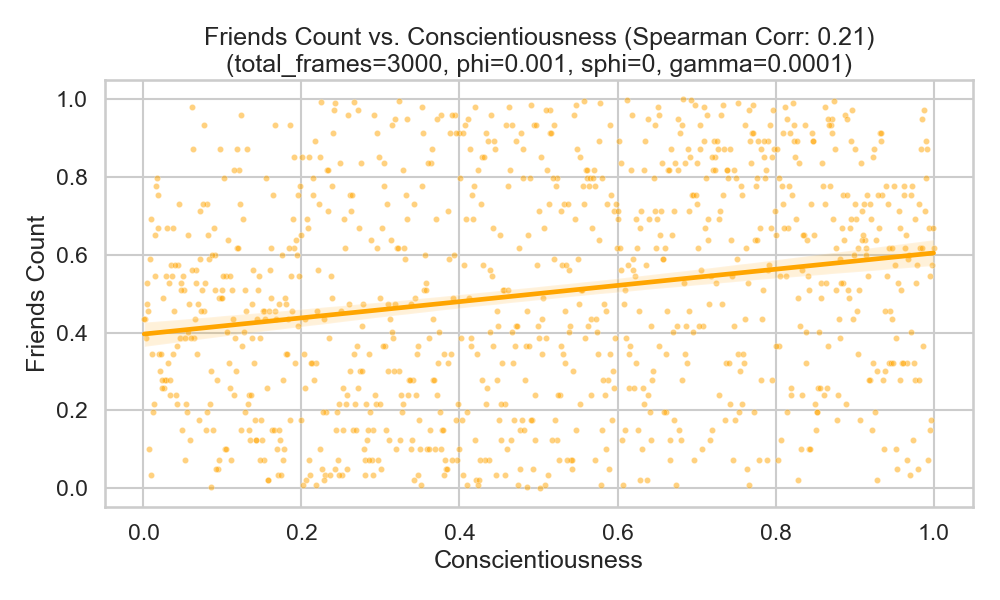 Friends Count vs. Conscientiousness (Spearman Corr: 0.21)
(total_frames=3000, phi=0.001, sphi=0, gamma=0.0001)
Friends Count
1.0
0.8
0.6
0.4
0.2
0.0
0.0 0.2 0.4 0.6 0.8 1.0
Conscientiousness